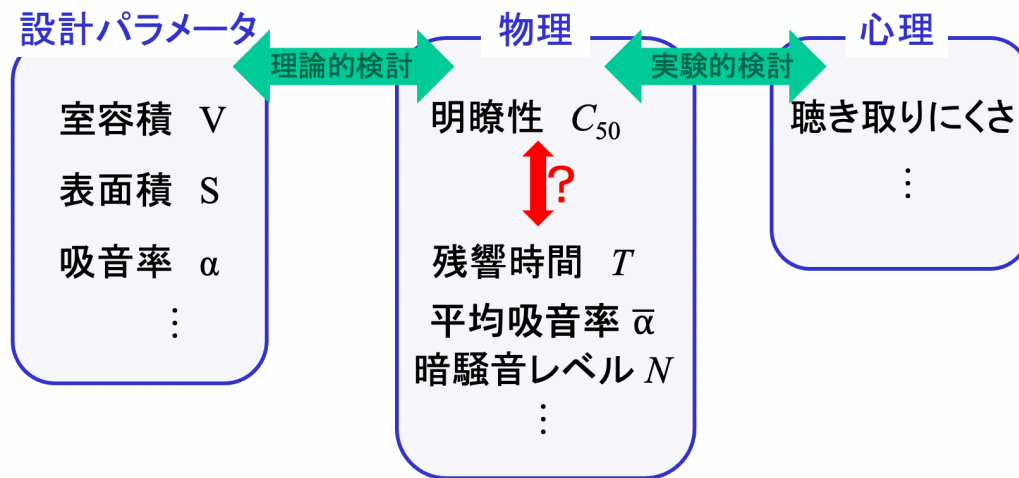 設計パラメータ
理論的検討
物理
実験的検討
心理
室容積 V
表面積 S
吸音率 α
⋮
明瞭性 C₅₀
?
残響時間 T
平均吸音率 α̅
暗騒音レベル N
⋮
聴き取りにくさ
⋮